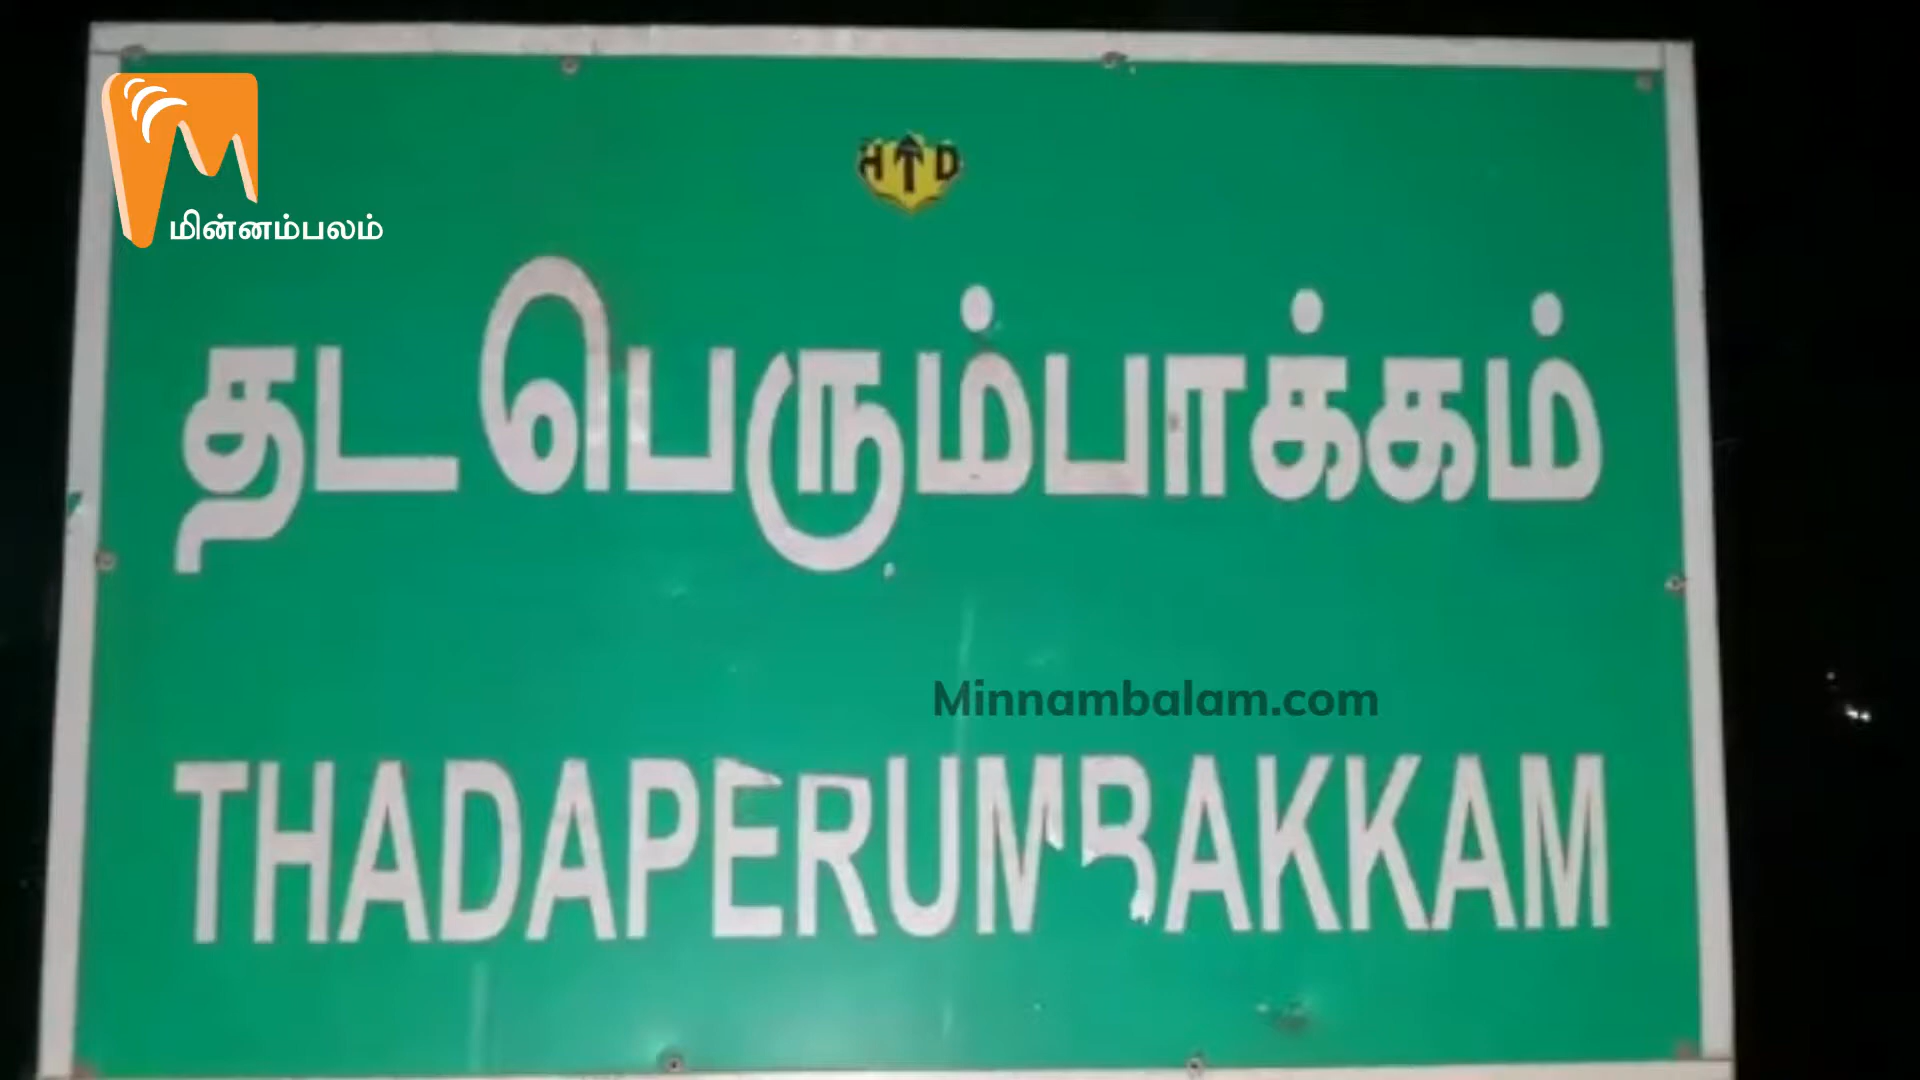 மின்னம்பலம்
HTD
தடபெரும்பாக்கம்
Minnambalam.com
THADAPERUMBAKKAM